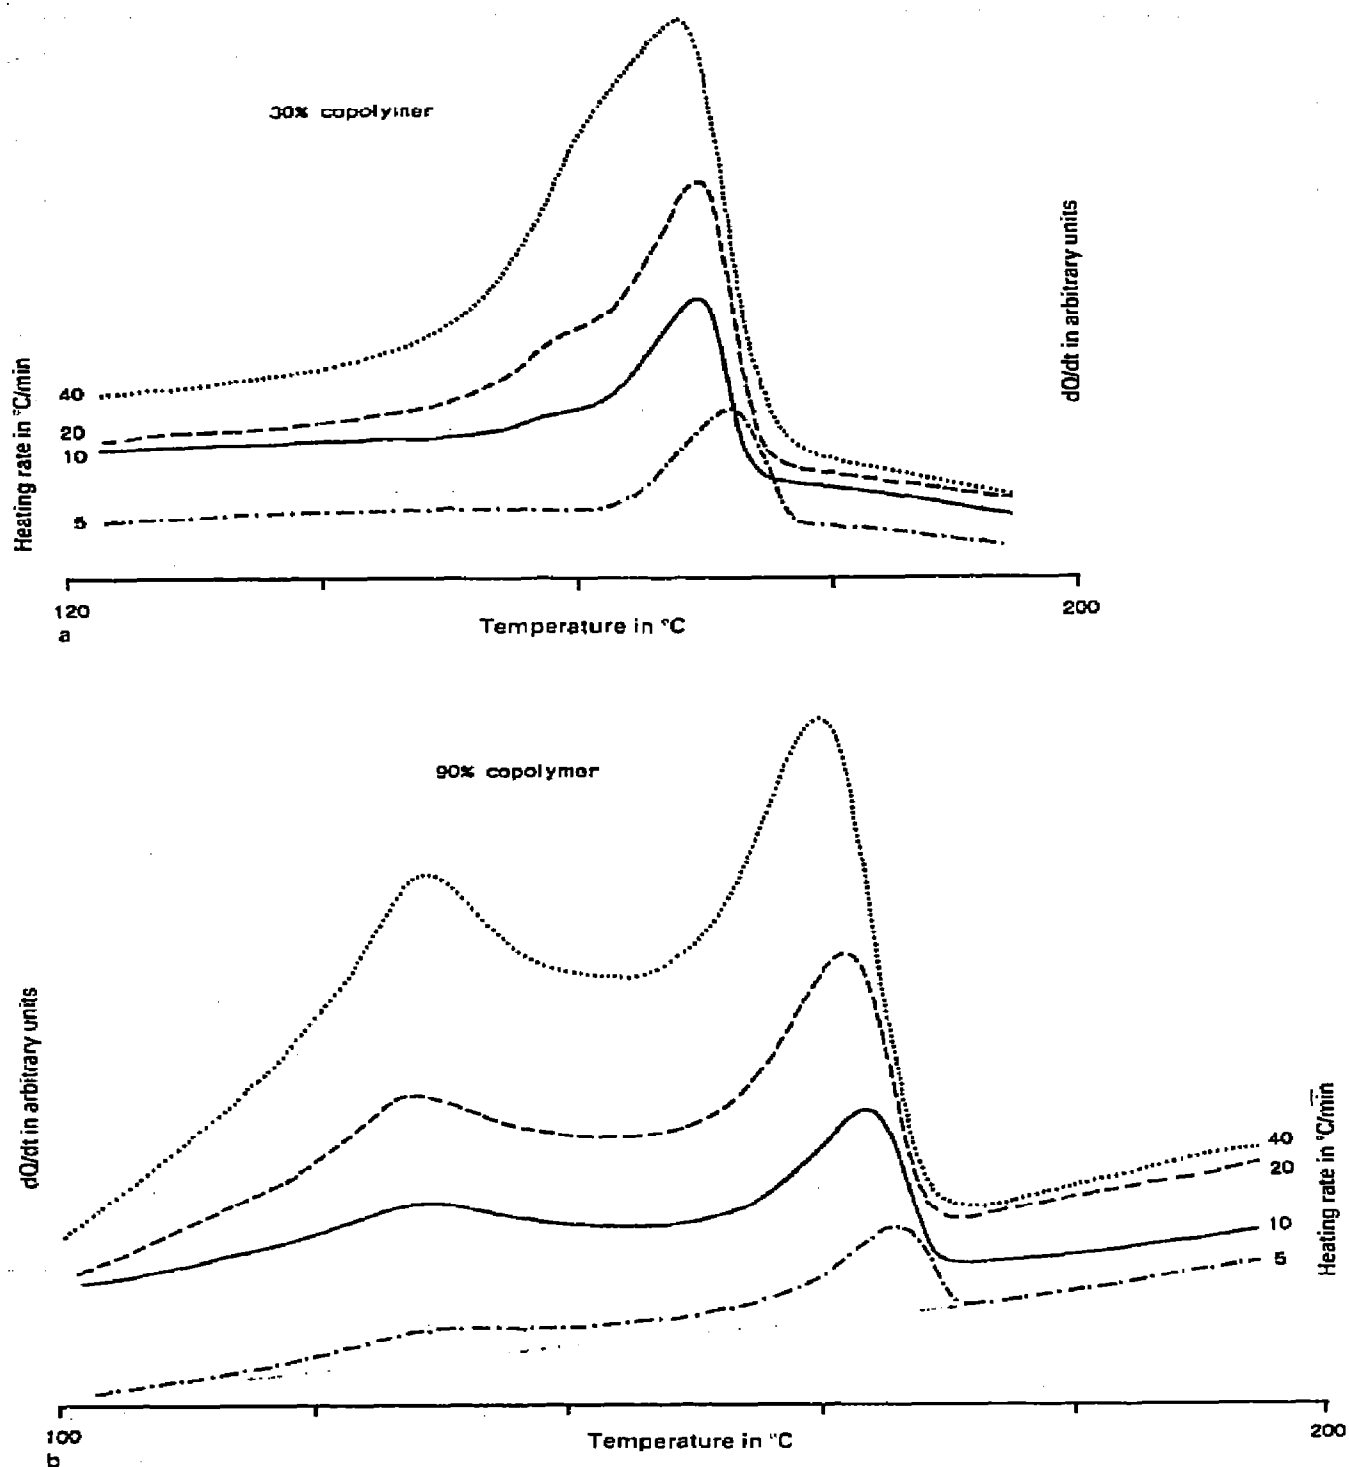 30% copolymer
dQ/dt in arbitrary units
Heating rate in °C/min
40
20
10
5
120
200
Temperature in °C
a
90% copolymer
dQ/dt in arbitrary units
Heating rate in °C/min
40
20
10
5
100
200
Temperature in °C
b